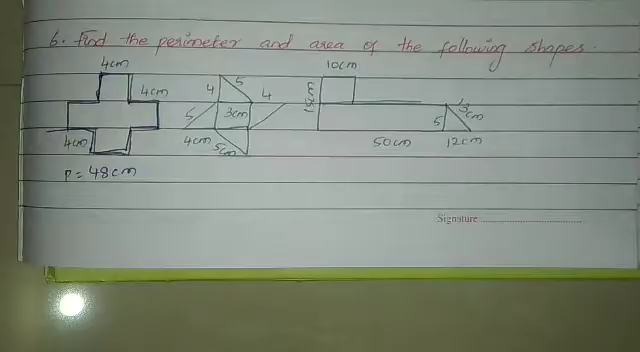 6. Find the perimeter and area of the following shapes.
4cm
4cm
4cm
P = 48cm
5
4
4
5
3cm
4cm
5cm
10cm
15cm
13cm
5
50cm
12cm
Signature